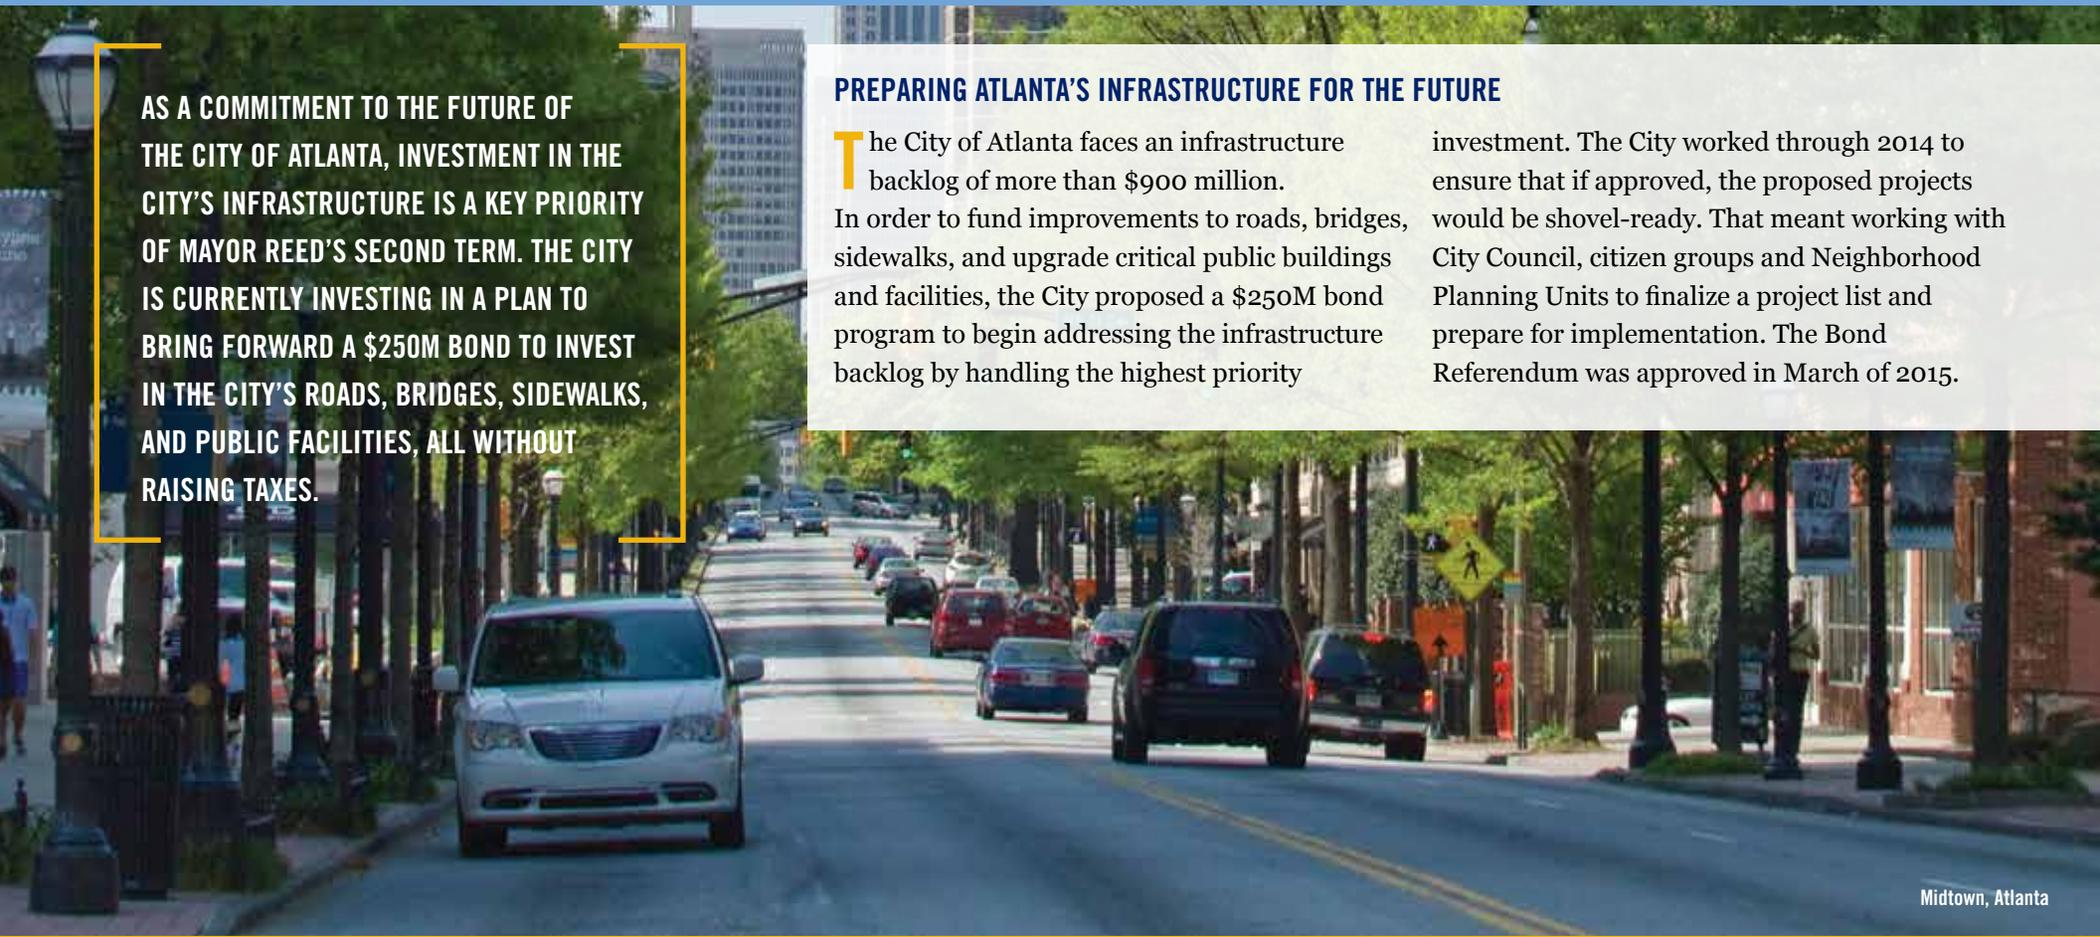 AS A COMMITMENT TO THE FUTURE OF
THE CITY OF ATLANTA, INVESTMENT IN THE
CITY'S INFRASTRUCTURE IS A KEY PRIORITY
OF MAYOR REED'S SECOND TERM. THE CITY
IS CURRENTLY INVESTING IN A PLAN TO
BRING FORWARD A $250M BOND TO INVEST
IN THE CITY'S ROADS, BRIDGES, SIDEWALKS,
AND PUBLIC FACILITIES, ALL WITHOUT
RAISING TAXES.
PREPARING ATLANTA'S INFRASTRUCTURE FOR THE FUTURE
The City of Atlanta faces an infrastructure
backlog of more than $900 million.
In order to fund improvements to roads, bridges,
sidewalks, and upgrade critical public buildings
and facilities, the City proposed a $250M bond
program to begin addressing the infrastructure
backlog by handling the highest priority
investment. The City worked through 2014 to
ensure that if approved, the proposed projects
would be shovel-ready. That meant working with
City Council, citizen groups and Neighborhood
Planning Units to finalize a project list and
prepare for implementation. The Bond
Referendum was approved in March of 2015.
Midtown, Atlanta